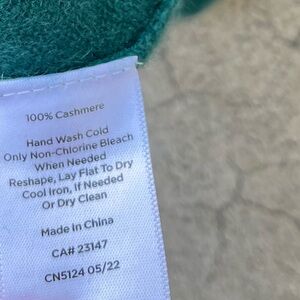 100% Cashmere
Hand Wash Cold
Only Non-Chlorine Bleach
When Needed
Reshape, Lay Flat To Dry
Cool Iron, If Needed
Or Dry Clean
Made In China
CA# 23147
CN5124 05/22